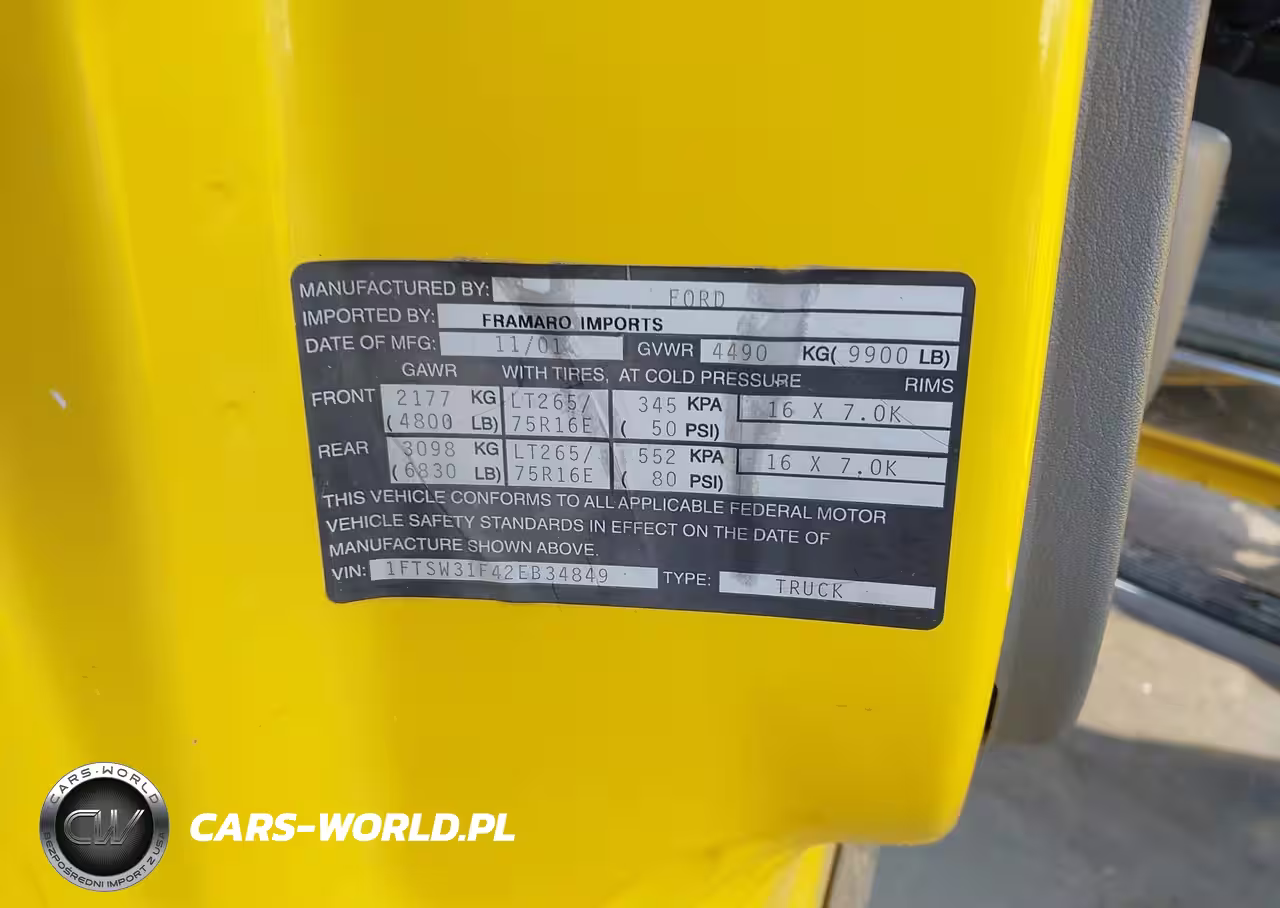 MANUFACTURED BY: FORD
IMPORTED BY: FRAMARO IMPORTS
DATE OF MFG: 11/01 GVWR 4490 KG( 9900 LB)
GAWR WITH TIRES, AT COLD PRESSURE RIMS
FRONT 2177 KG LT265/ 345 KPA 16 X 7.0K
( 4800 LB) 75R16E ( 50 PSI)
REAR 3098 KG LT265/ 552 KPA 16 X 7.0K
(6830 LB) 75R16E ( 80 PSI)
THIS VEHICLE CONFORMS TO ALL APPLICABLE FEDERAL MOTOR
VEHICLE SAFETY STANDARDS IN EFFECT ON THE DATE OF
MANUFACTURE SHOWN ABOVE.
VIN: 1FTSW31F42EB34849 TYPE: TRUCK
CARS-WORLD
CW
BEZPOŚREDNI IMPORT Z USA
CARS-WORLD.PL